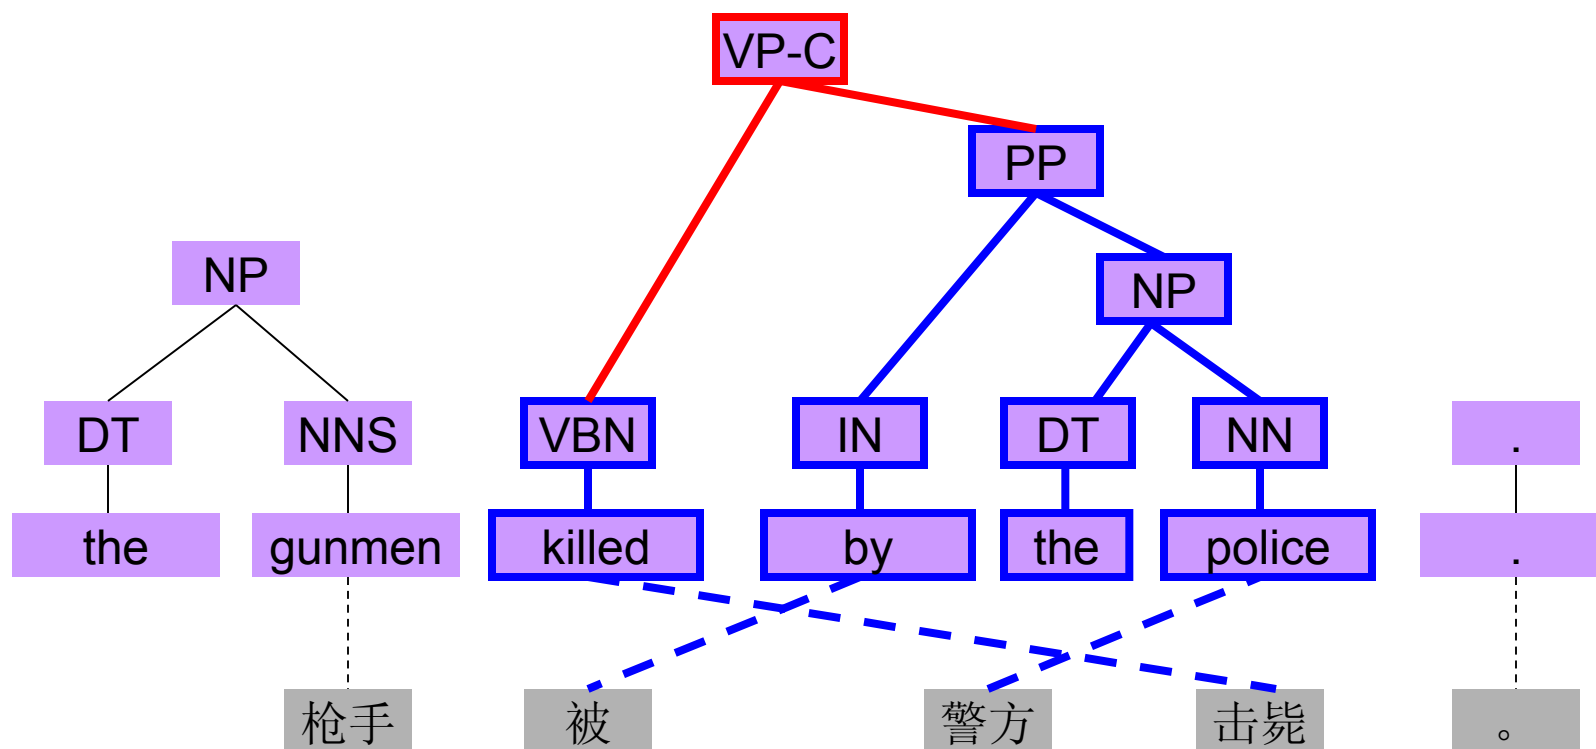 VP-C
PP
NP NP
DT NNS VBN IN DT NN .
the gunmen killed by the police .
枪手 被 警方 击毙 。